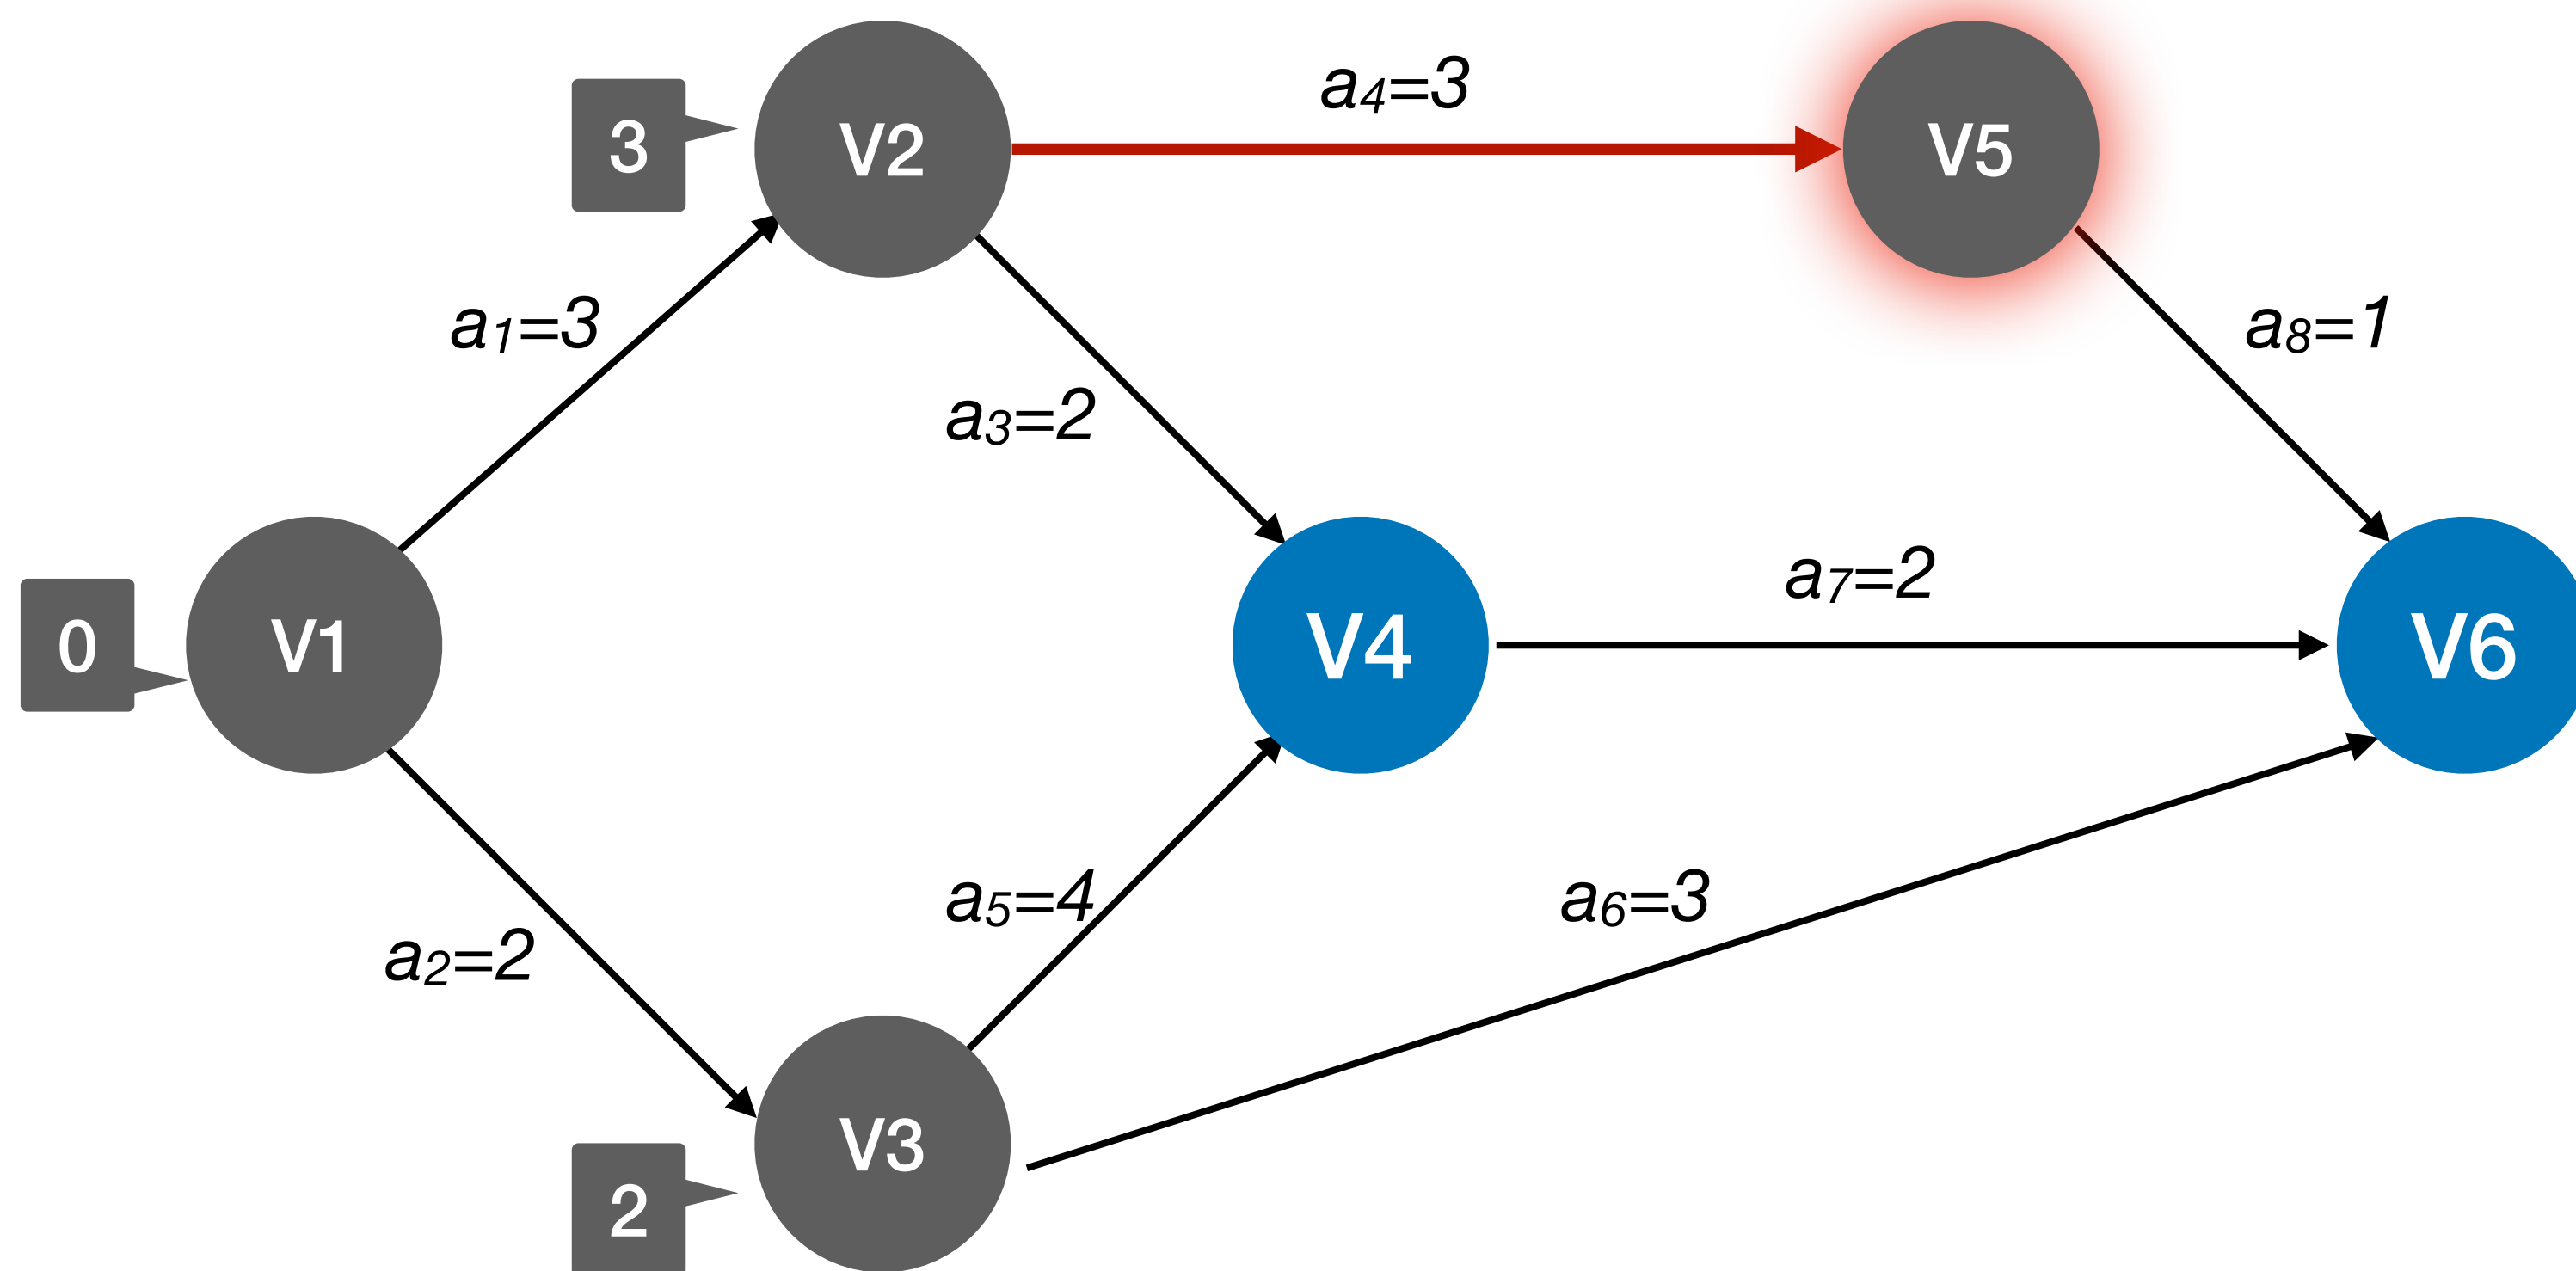 a₄=3
3
V2
V5
a₁=3
a₈=1
a₃=2
a₇=2
0
V1
V4
V6
a₅=4
a₆=3
a₂=2
V3
2